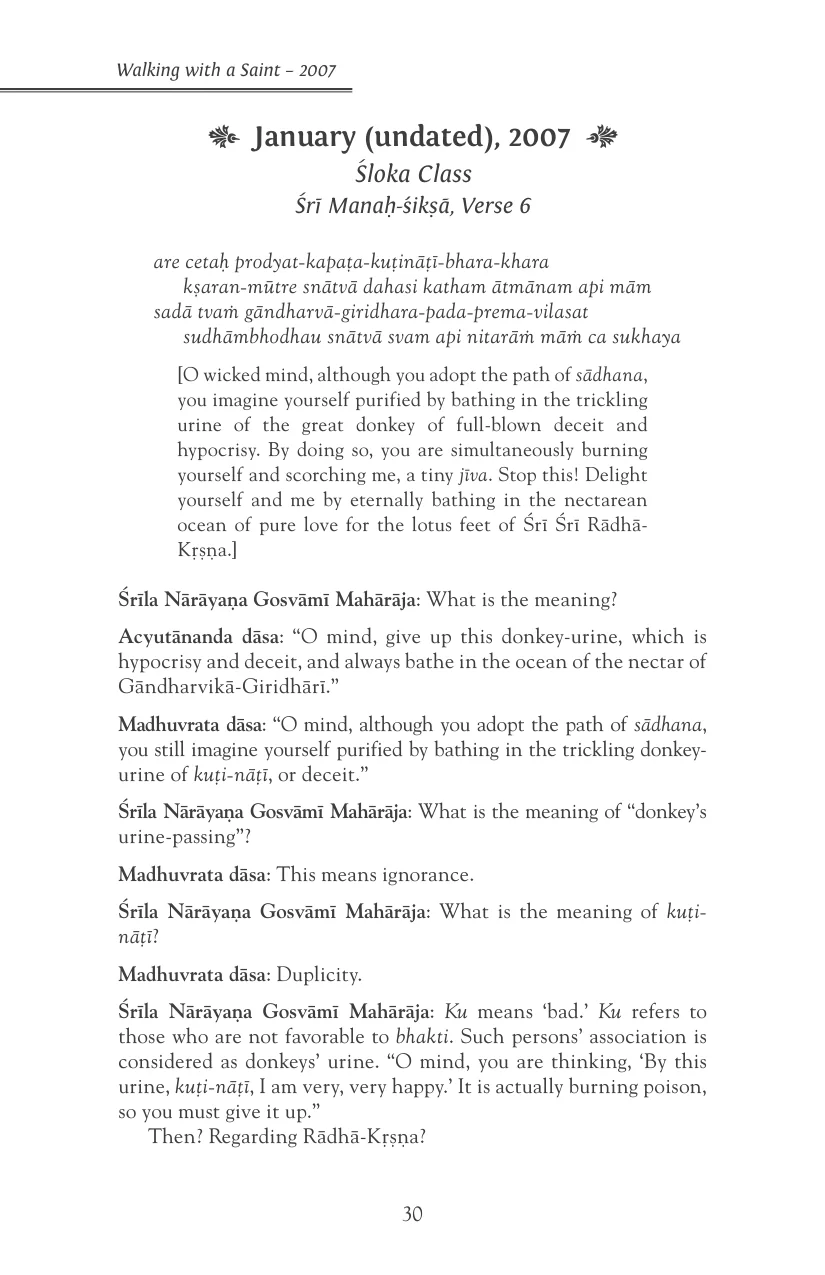 Walking with a Saint – 2007
January (undated), 2007
Śloka Class
Śrī Manaḥ-śikṣā, Verse 6
are cetaḥ prodyat-kapaṭa-kuṭināṭī-bhara-khara
kṣaran-mūtre snātvā dahasi katham ātmānam api mām
sadā tvaṁ gāndharvā-giridhara-pada-prema-vilasat
sudhāmbhodhau snātvā svam api nitarāṁ māṁ ca sukhaya
[O wicked mind, although you adopt the path of sādhana,
you imagine yourself purified by bathing in the trickling
urine of the great donkey of full-blown deceit and
hypocrisy. By doing so, you are simultaneously burning
yourself and scorching me, a tiny jīva. Stop this! Delight
yourself and me by eternally bathing in the nectarean
ocean of pure love for the lotus feet of Śrī Śrī Rādhā-
Kṛṣṇa.]
Śrīla Nārāyaṇa Gosvāmī Mahārāja: What is the meaning?
Acyutānanda dāsa: “O mind, give up this donkey-urine, which is
hypocrisy and deceit, and always bathe in the ocean of the nectar of
Gāndharvikā-Giridhārī.”
Madhuvrata dāsa: “O mind, although you adopt the path of sādhana,
you still imagine yourself purified by bathing in the trickling donkey-
urine of kuṭi-nāṭī, or deceit.”
Śrīla Nārāyaṇa Gosvāmī Mahārāja: What is the meaning of “donkey’s
urine-passing”?
Madhuvrata dāsa: This means ignorance.
Śrīla Nārāyaṇa Gosvāmī Mahārāja: What is the meaning of kuṭi-
nāṭī?
Madhuvrata dāsa: Duplicity.
Śrīla Nārāyaṇa Gosvāmī Mahārāja: Ku means ‘bad.’ Ku refers to
those who are not favorable to bhakti. Such persons’ association is
considered as donkeys’ urine. “O mind, you are thinking, ‘By this
urine, kuṭi-nāṭī, I am very, very happy.’ It is actually burning poison,
so you must give it up.”
Then? Regarding Rādhā-Kṛṣṇa?
30